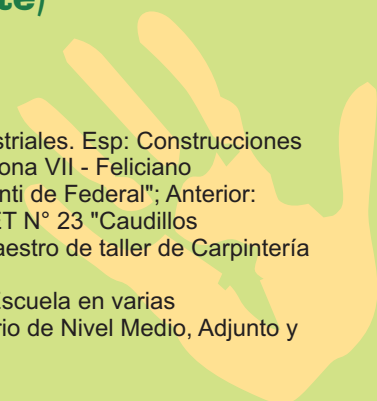 te)
striales. Esp: Construcciones
ona VII - Feliciano
nti de Federal"; Anterior:
ET N° 23 "Caudillos
aestro de taller de Carpintería
Escuela en varias
rio de Nivel Medio, Adjunto y